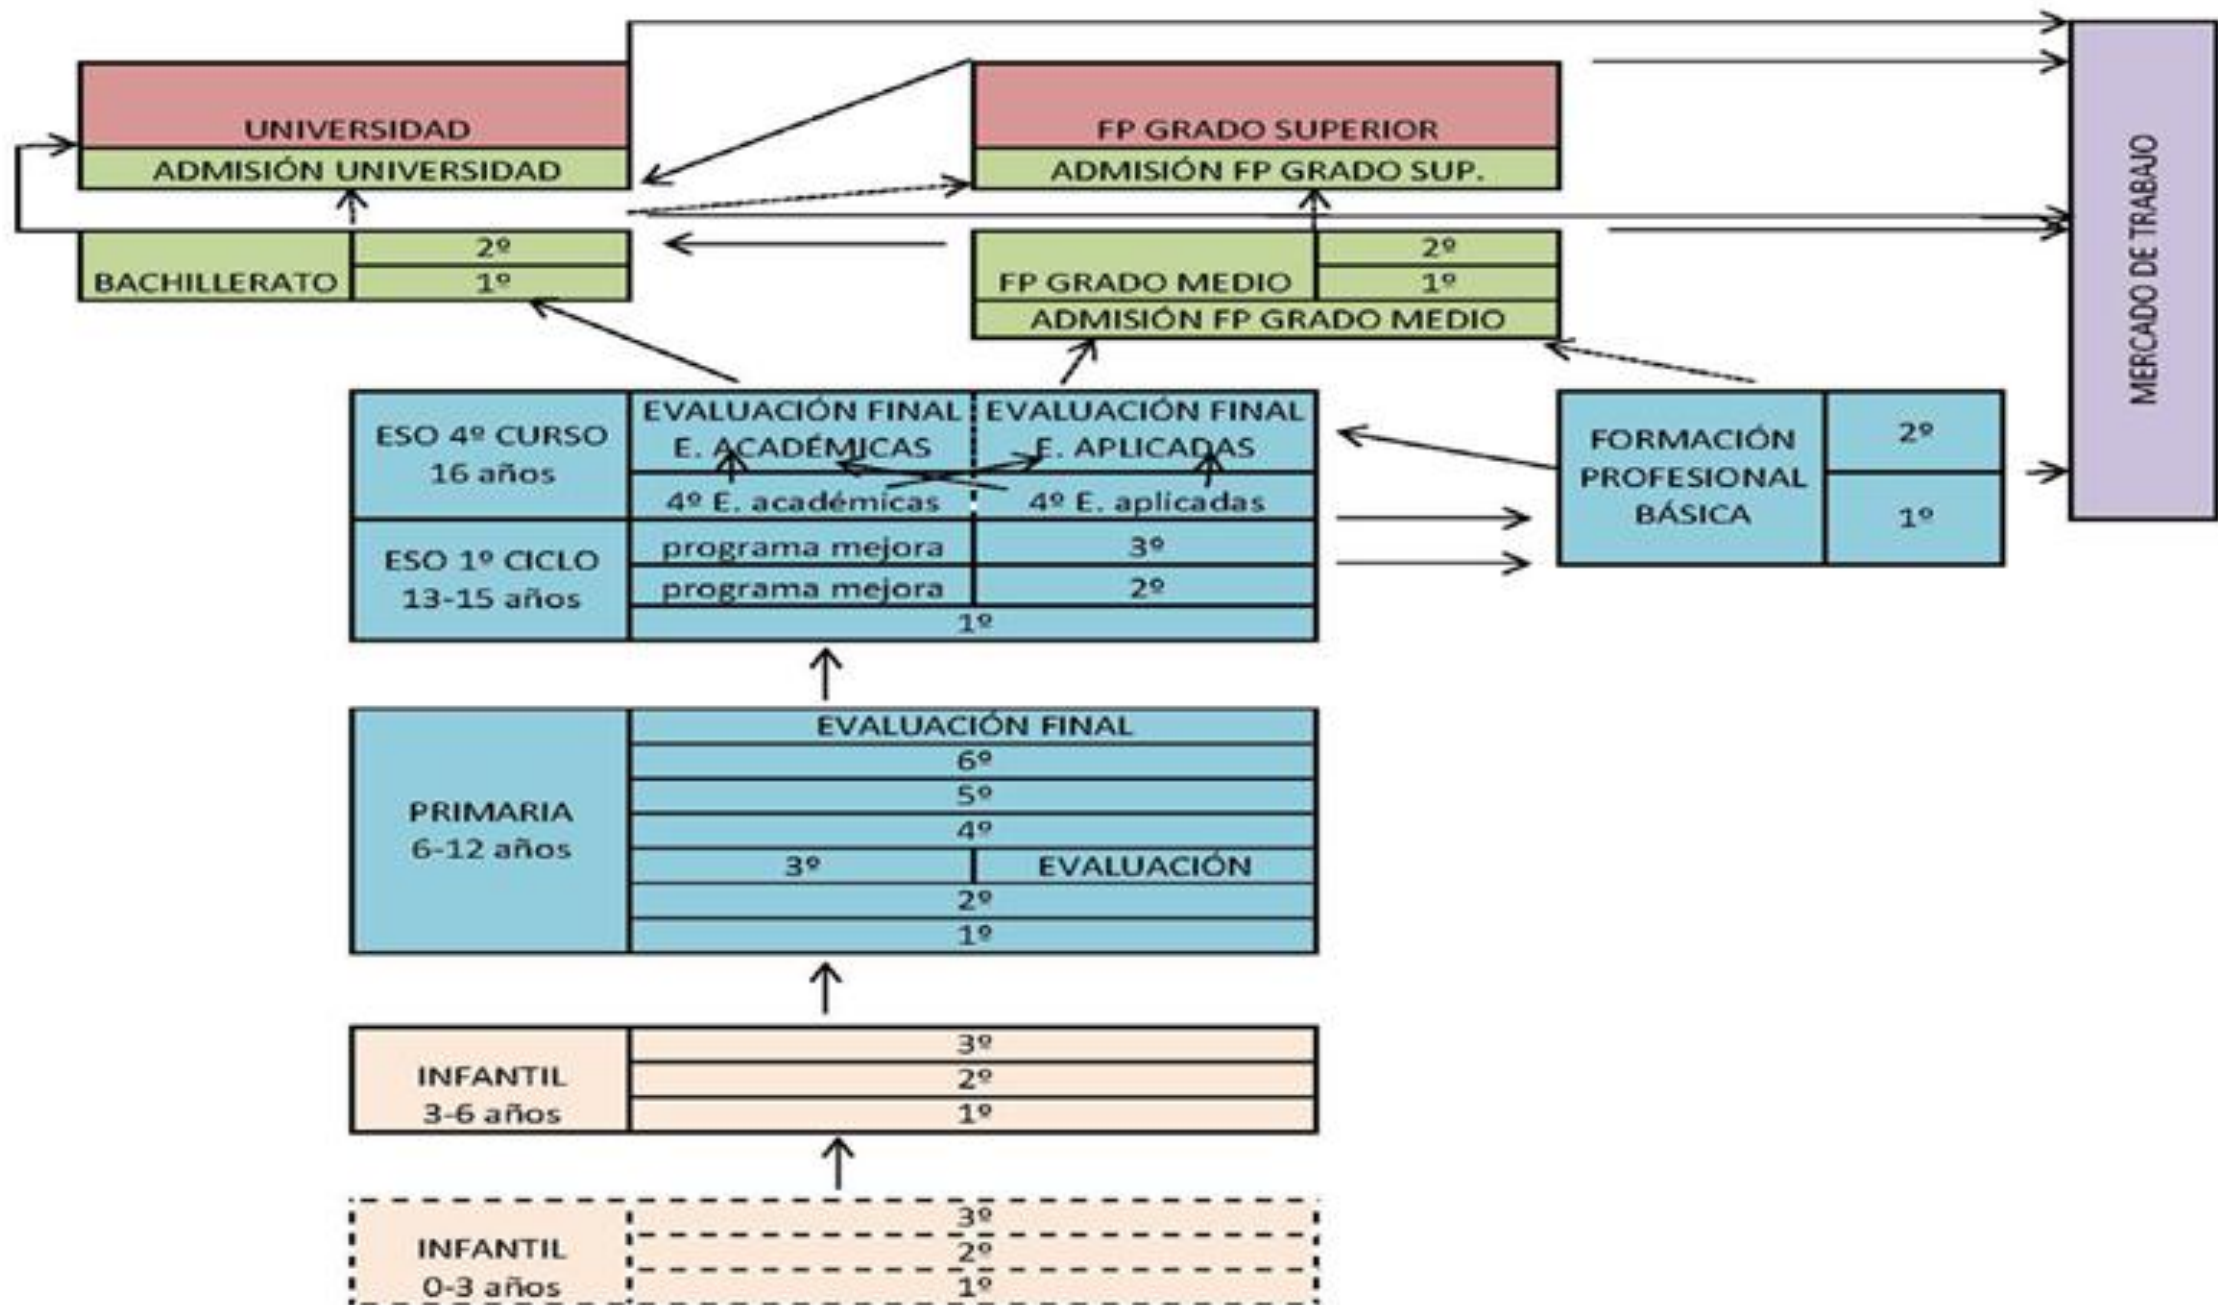 UNIVERSIDAD
ADMISIÓN UNIVERSIDAD
FP GRADO SUPERIOR
ADMISIÓN FP GRADO SUP.
MERCADO DE TRABAJO
BACHILLERATO
2º
1º
FP GRADO MEDIO
2º
1º
ADMISIÓN FP GRADO MEDIO
ESO 4º CURSO
16 años
EVALUACIÓN FINAL
E. ACADÉMICAS
EVALUACIÓN FINAL
E. APLICADAS
4º E. académicas
4º E. aplicadas
FORMACIÓN
PROFESIONAL
BÁSICA
2º
1º
ESO 1º CICLO
13-15 años
programa mejora
3º
programa mejora
2º
1º
PRIMARIA
6-12 años
EVALUACIÓN FINAL
6º
5º
4º
3º
EVALUACIÓN
2º
1º
INFANTIL
3-6 años
3º
2º
1º
INFANTIL
0-3 años
3º
2º
1º